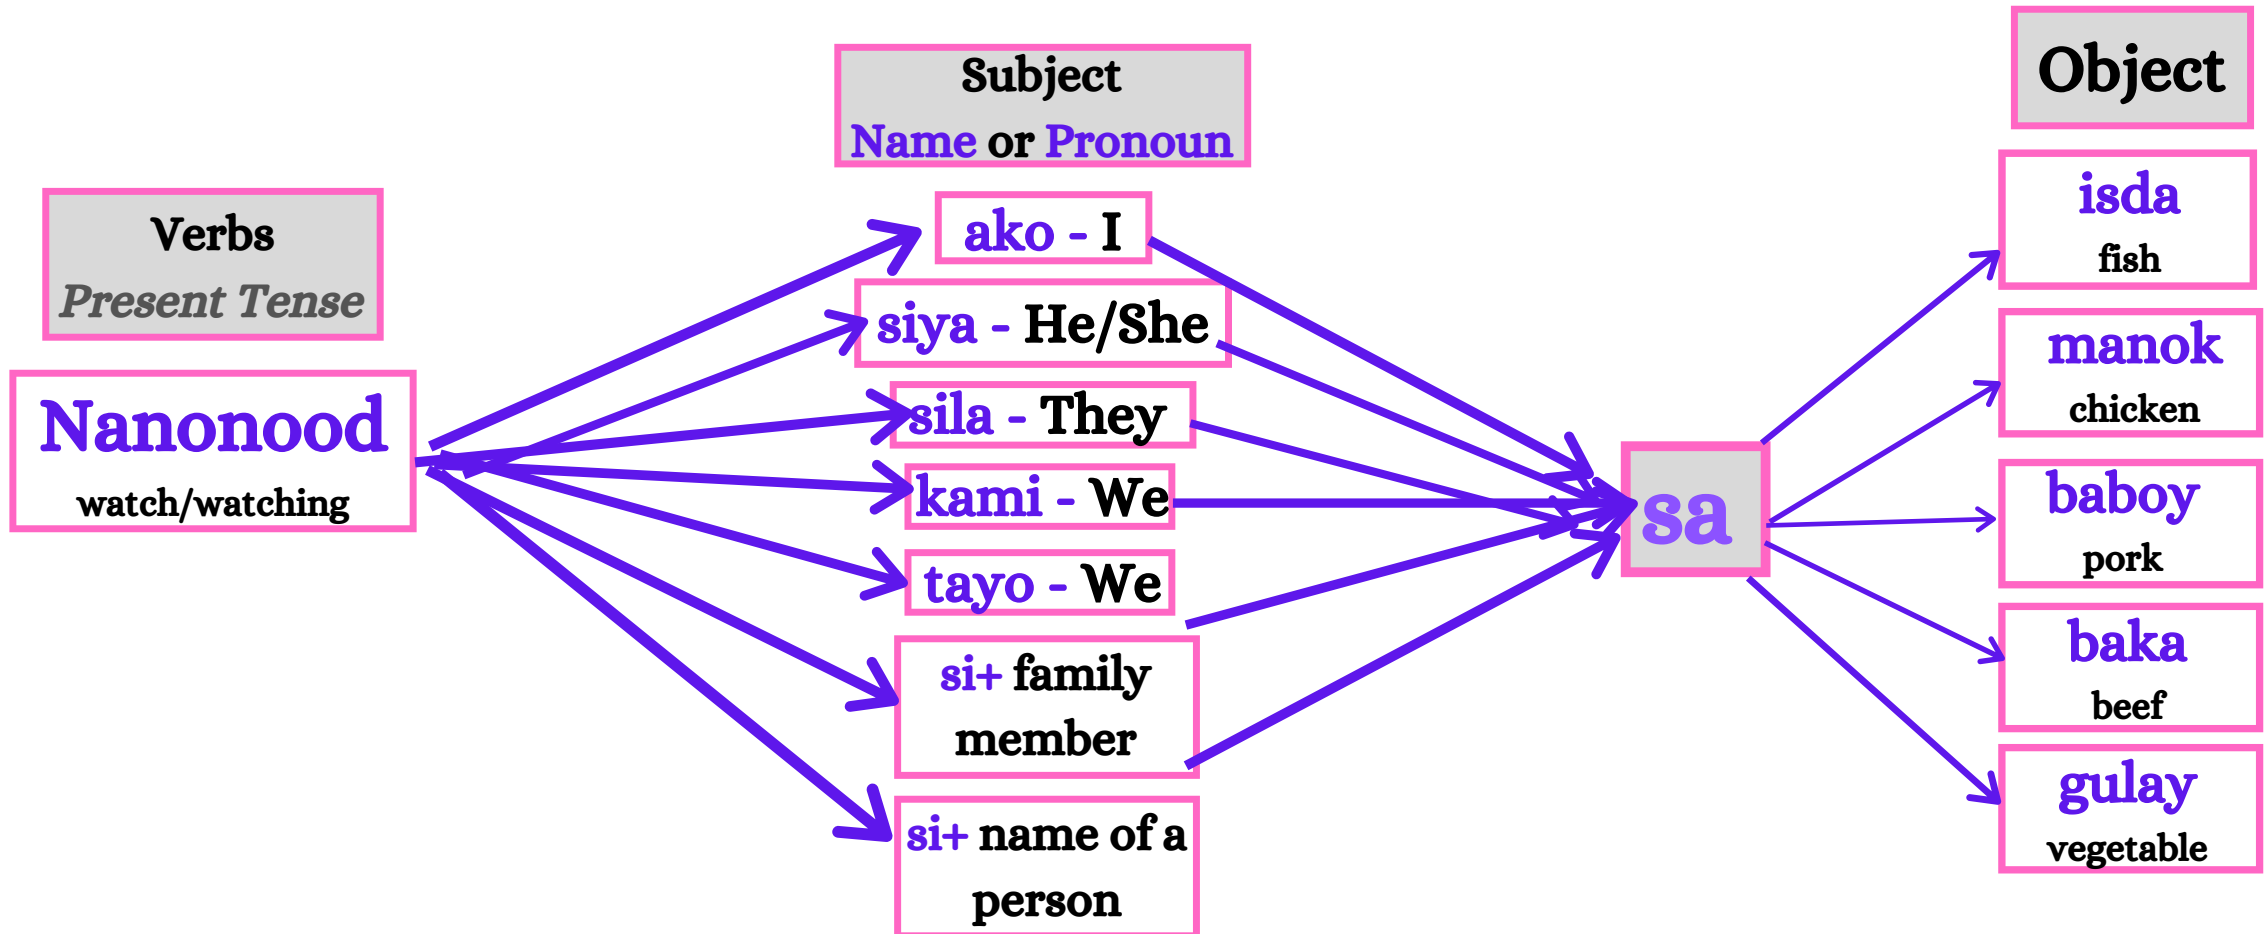 Verbs
Present Tense
Nanonood
watch/watching
Subject
Name or Pronoun
ako - I
siya - He/She
sila - They
kami - We
tayo - We
si+ family
member
si+ name of a
person
sa
Object
isda
fish
manok
chicken
baboy
pork
baka
beef
gulay
vegetable